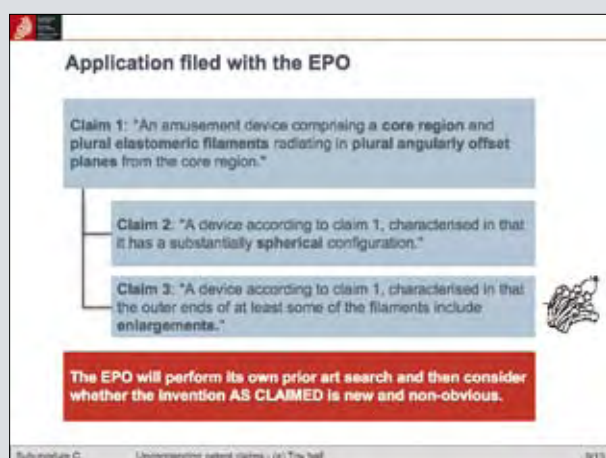 Application filed with the EPO
Claim 1: "An amusement device comprising a core region and
plural elastomeric filaments radiating in plural angularly offset
planes from the core region."
Claim 2: "A device according to claim 1, characterised in that
it has a substantially spherical configuration."
Claim 3: "A device according to claim 1, characterised in that
the outer ends of at least some of the filaments include
enlargements."
The EPO will perform its own prior art search and then consider
whether the invention AS CLAIMED is new and non-obvious.
Sub-module C Understanding patent claims - (a) Toy ball